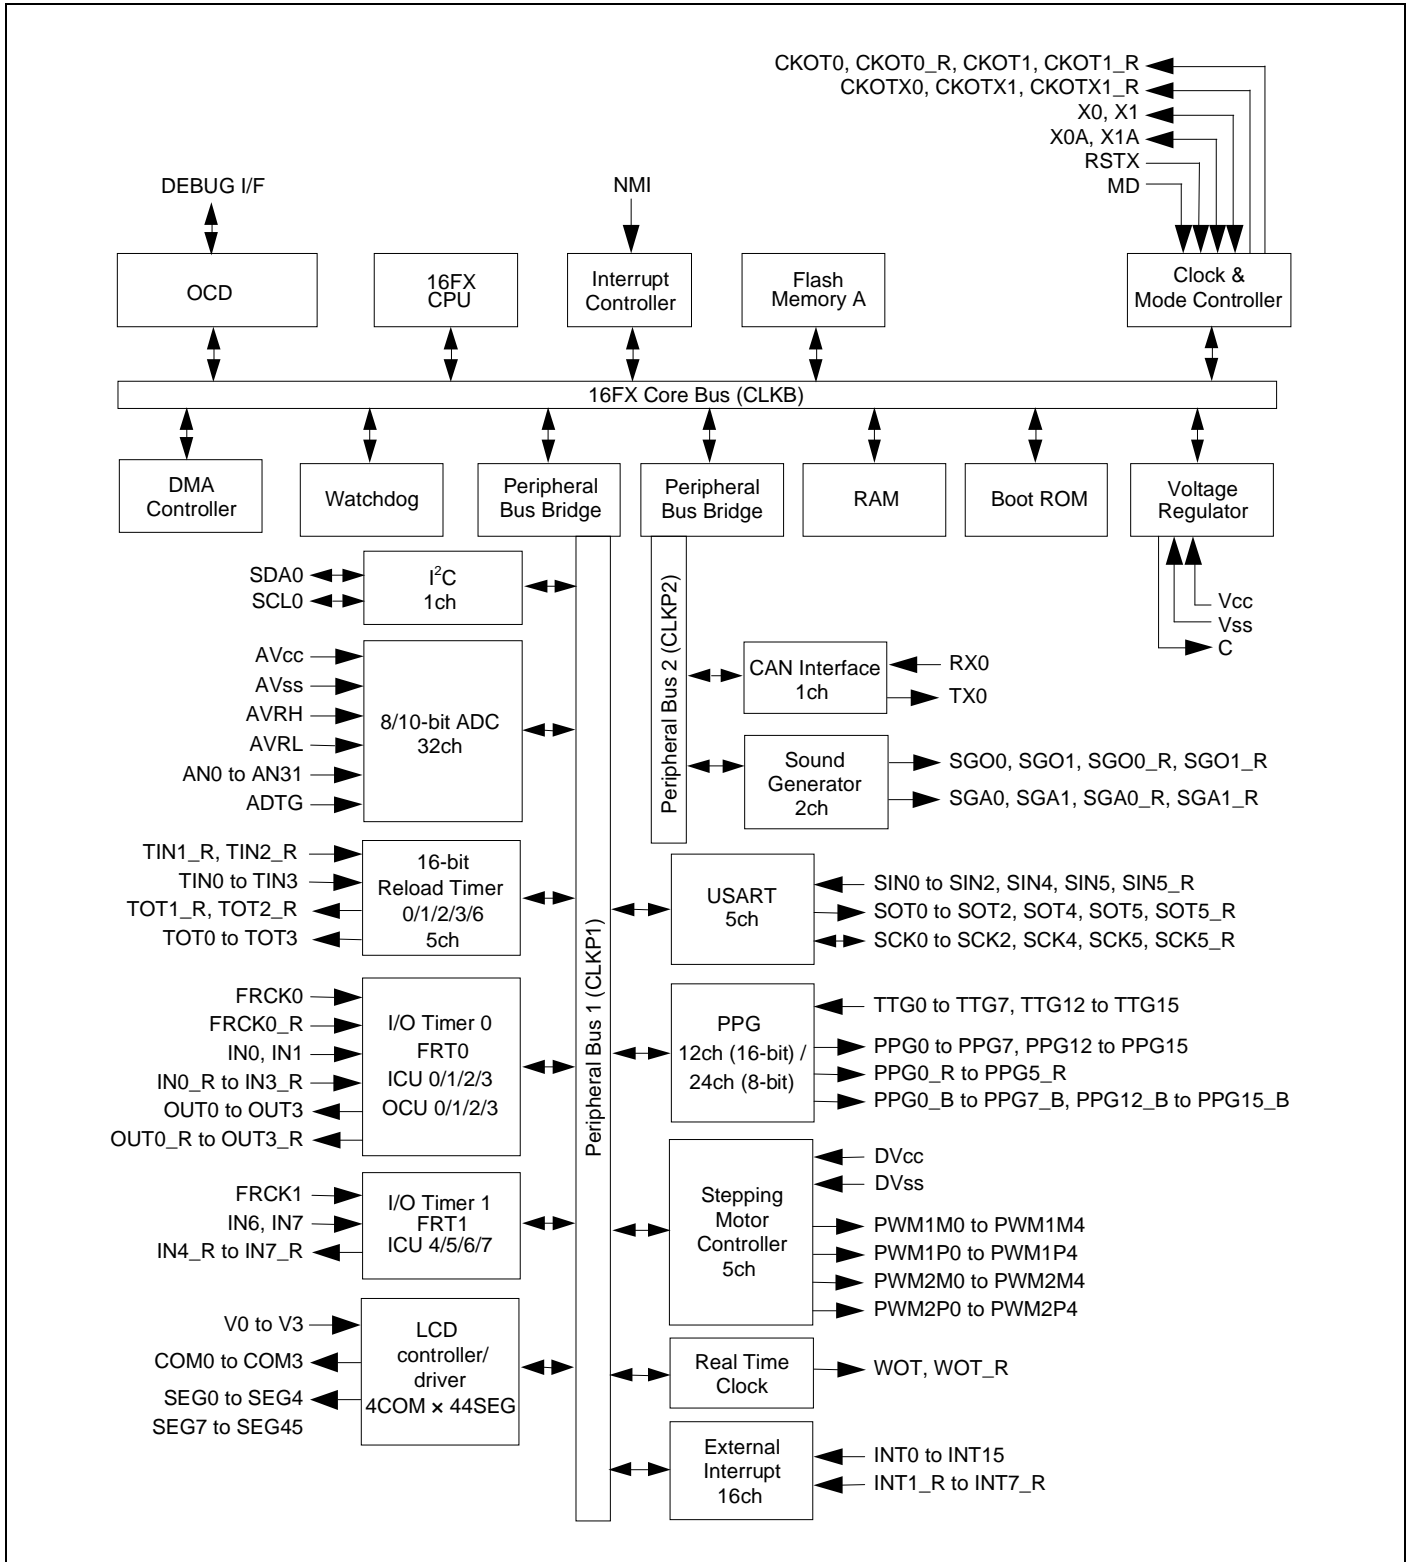 CKOT0, CKOT0_R, CKOT1, CKOT1_R
CKOTX0, CKOTX1, CKOTX1_R
X0, X1
X0A, X1A
RSTX
MD
DEBUG I/F
NMI
OCD
16FX
CPU
Interrupt
Controller
Flash
Memory A
Clock &
Mode Controller
16FX Core Bus (CLKB)
DMA
Controller
Watchdog
Peripheral
Bus Bridge
Peripheral
Bus Bridge
RAM
Boot ROM
Voltage
Regulator
Vcc
Vss
C
Peripheral Bus 1 (CLKP1)
Peripheral Bus 2 (CLKP2)
SDA0
SCL0
I²C
1ch
AVcc
AVss
AVRH
AVRL
AN0 to AN31
ADTG
8/10-bit ADC
32ch
TIN1_R, TIN2_R
TIN0 to TIN3
TOT1_R, TOT2_R
TOT0 to TOT3
16-bit
Reload Timer
0/1/2/3/6
5ch
FRCK0
FRCK0_R
IN0, IN1
IN0_R to IN3_R
OUT0 to OUT3
OUT0_R to OUT3_R
I/O Timer 0
FRT0
ICU 0/1/2/3
OCU 0/1/2/3
FRCK1
IN6, IN7
IN4_R to IN7_R
I/O Timer 1
FRT1
ICU 4/5/6/7
V0 to V3
COM0 to COM3
SEG0 to SEG4
SEG7 to SEG45
LCD
controller/
driver
4COM × 44SEG
CAN Interface
1ch
RX0
TX0
Sound
Generator
2ch
SGO0, SGO1, SGO0_R, SGO1_R
SGA0, SGA1, SGA0_R, SGA1_R
USART
5ch
SIN0 to SIN2, SIN4, SIN5, SIN5_R
SOT0 to SOT2, SOT4, SOT5, SOT5_R
SCK0 to SCK2, SCK4, SCK5, SCK5_R
PPG
12ch (16-bit) /
24ch (8-bit)
TTG0 to TTG7, TTG12 to TTG15
PPG0 to PPG7, PPG12 to PPG15
PPG0_R to PPG5_R
PPG0_B to PPG7_B, PPG12_B to PPG15_B
Stepping
Motor
Controller
5ch
DVcc
DVss
PWM1M0 to PWM1M4
PWM1P0 to PWM1P4
PWM2M0 to PWM2M4
PWM2P0 to PWM2P4
Real Time
Clock
WOT, WOT_R
External
Interrupt
16ch
INT0 to INT15
INT1_R to INT7_R